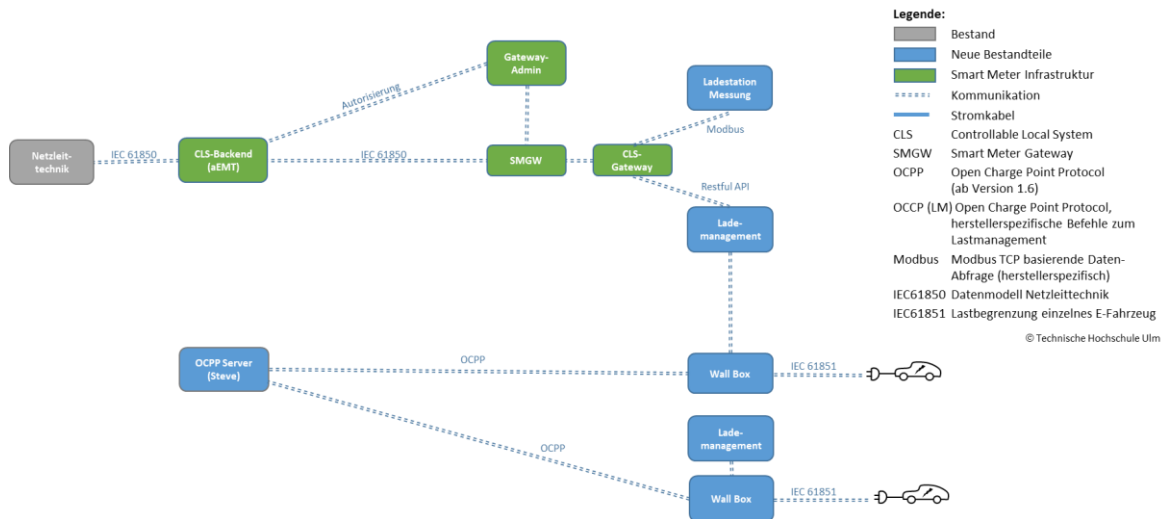 Legende:
Bestand
Neue Bestandteile
Smart Meter Infrastruktur
Kommunikation
Stromkabel
CLS Controllable Local System
SMGW Smart Meter Gateway
OCPP Open Charge Point Protocol
(ab Version 1.6)
OCCP (LM) Open Charge Point Protocol,
herstellerspezifische Befehle zum
Lastmanagement
Modbus Modbus TCP basierende Daten-
Abfrage (herstellerspezifisch)
IEC61850 Datenmodell Netzleittechnik
IEC61851 Lastbegrenzung einzelnes E-Fahrzeug
© Technische Hochschule Ulm
Gateway-
Admin
Ladestation
Messung
Autorisierung
Modbus
Netzleit-
technik
IEC 61850
CLS-Backend
(aEMT)
IEC 61850
SMGW
CLS-
Gateway
Restful API
Lade-
management
OCPP Server
(Steve)
OCPP
Wall Box
IEC 61851
Lade-
management
OCPP
Wall Box
IEC 61851